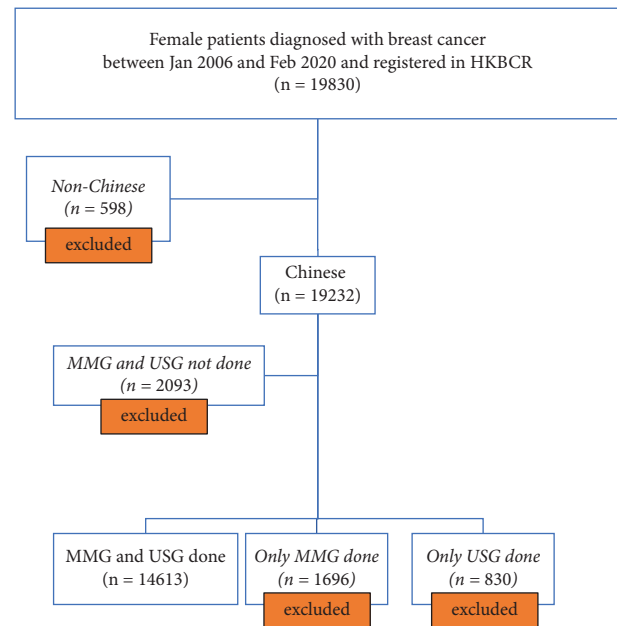 Female patients diagnosed with breast cancer
between Jan 2006 and Feb 2020 and registered in HKBCR
(n = 19830)
Non-Chinese
(n = 598)
excluded
Chinese
(n = 19232)
MMG and USG not done
(n = 2093)
excluded
MMG and USG done
(n = 14613)
Only MMG done
(n = 1696)
excluded
Only USG done
(n = 830)
excluded